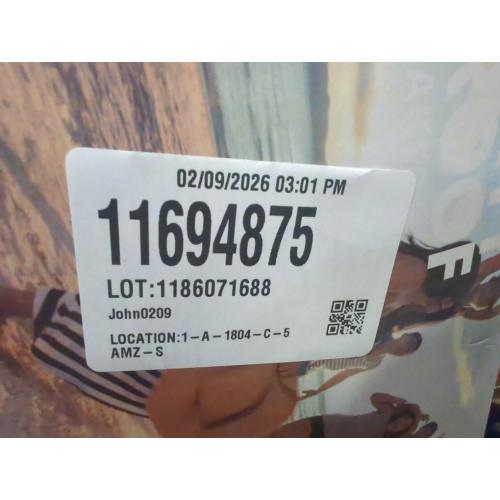 02/09/2026 03:01 PM
11694875
LOT:1186071688
John0209
LOCATION:1-A-1804-C-5
AMZ-S